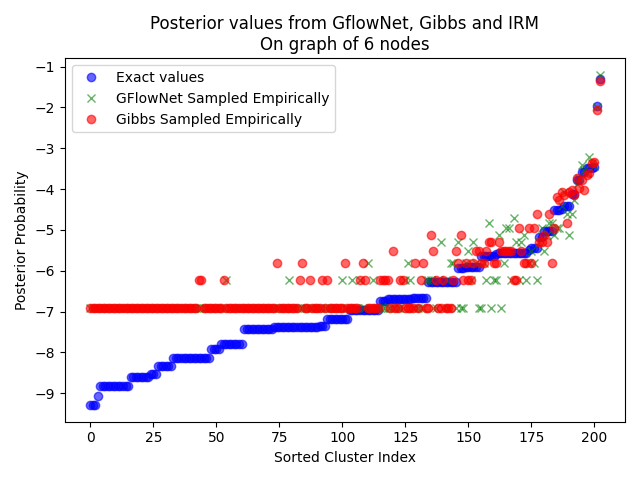 Posterior values from GflowNet, Gibbs and IRM
On graph of 6 nodes
Exact values
GFlowNet Sampled Empirically
Gibbs Sampled Empirically
Posterior Probability
−1
−2
−3
−4
−5
−6
−7
−8
−9
0 25 50 75 100 125 150 175 200
Sorted Cluster Index